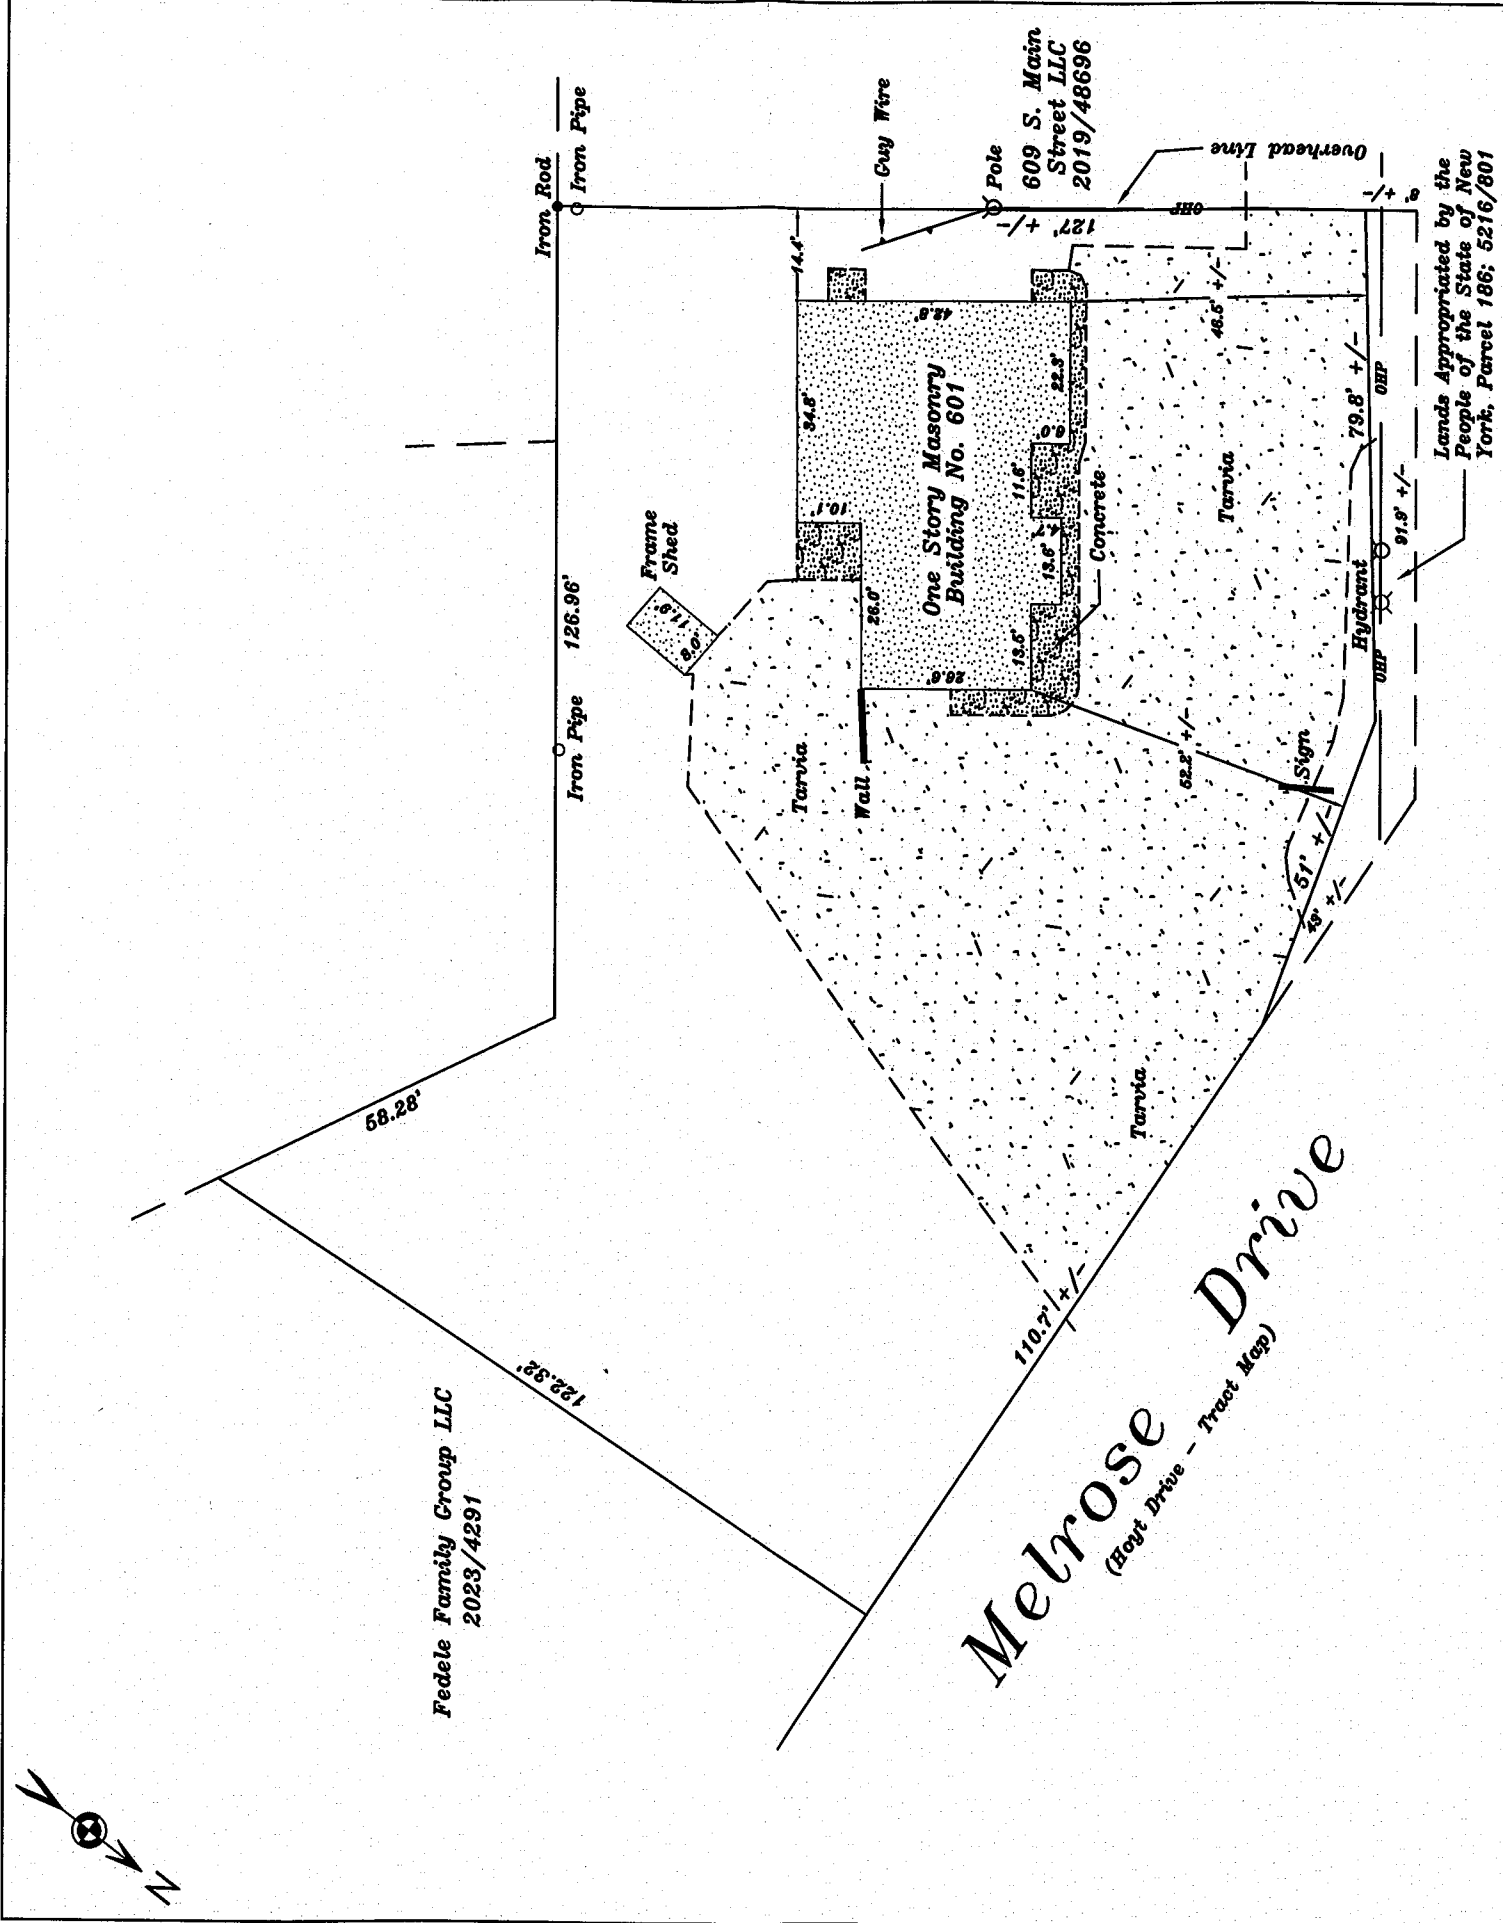 Iron Rod
Iron Pipe
Guy Wire
Pole
609 S. Main
Street LLC
2019/48696
Overhead Line
8' +/-
Lands Appropriated by the
People of the State of New
York, Parcel 186; 5216/801
127' +/-
OHP
14.4'
42.8'
34.8'
46.5' +/-
79.8' +/-
OHP
22.3'
6.0'
11.6'
4.7'
13.6'
13.5'
10.1'
26.0'
26.6'
One Story Masonry
Building No. 601
Concrete
Tarvia
91.9' +/-
Hydrant
OHP
Frame
Shed
11.9'
8.0'
126.96'
Iron Pipe
Tarvia
Wall
52.2' +/-
Sign
51' +/-
43' +/-
58.28'
Tarvia
110.7' +/-
122.32'
Fedele Family Group LLC
2023/4291
Melrose Drive
(Hoyt Drive - Tract Map)
N